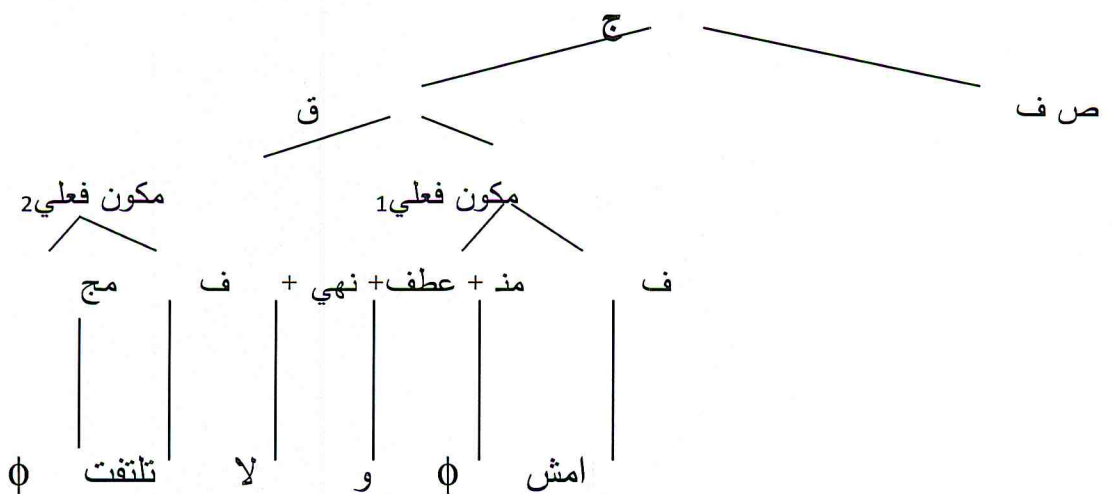 ج
ص ف
ق
مكون فعلي1 مكون فعلي2
ف منـ + عطف + نهي + ف مج
امش ϕ و لا تلتفت ϕ